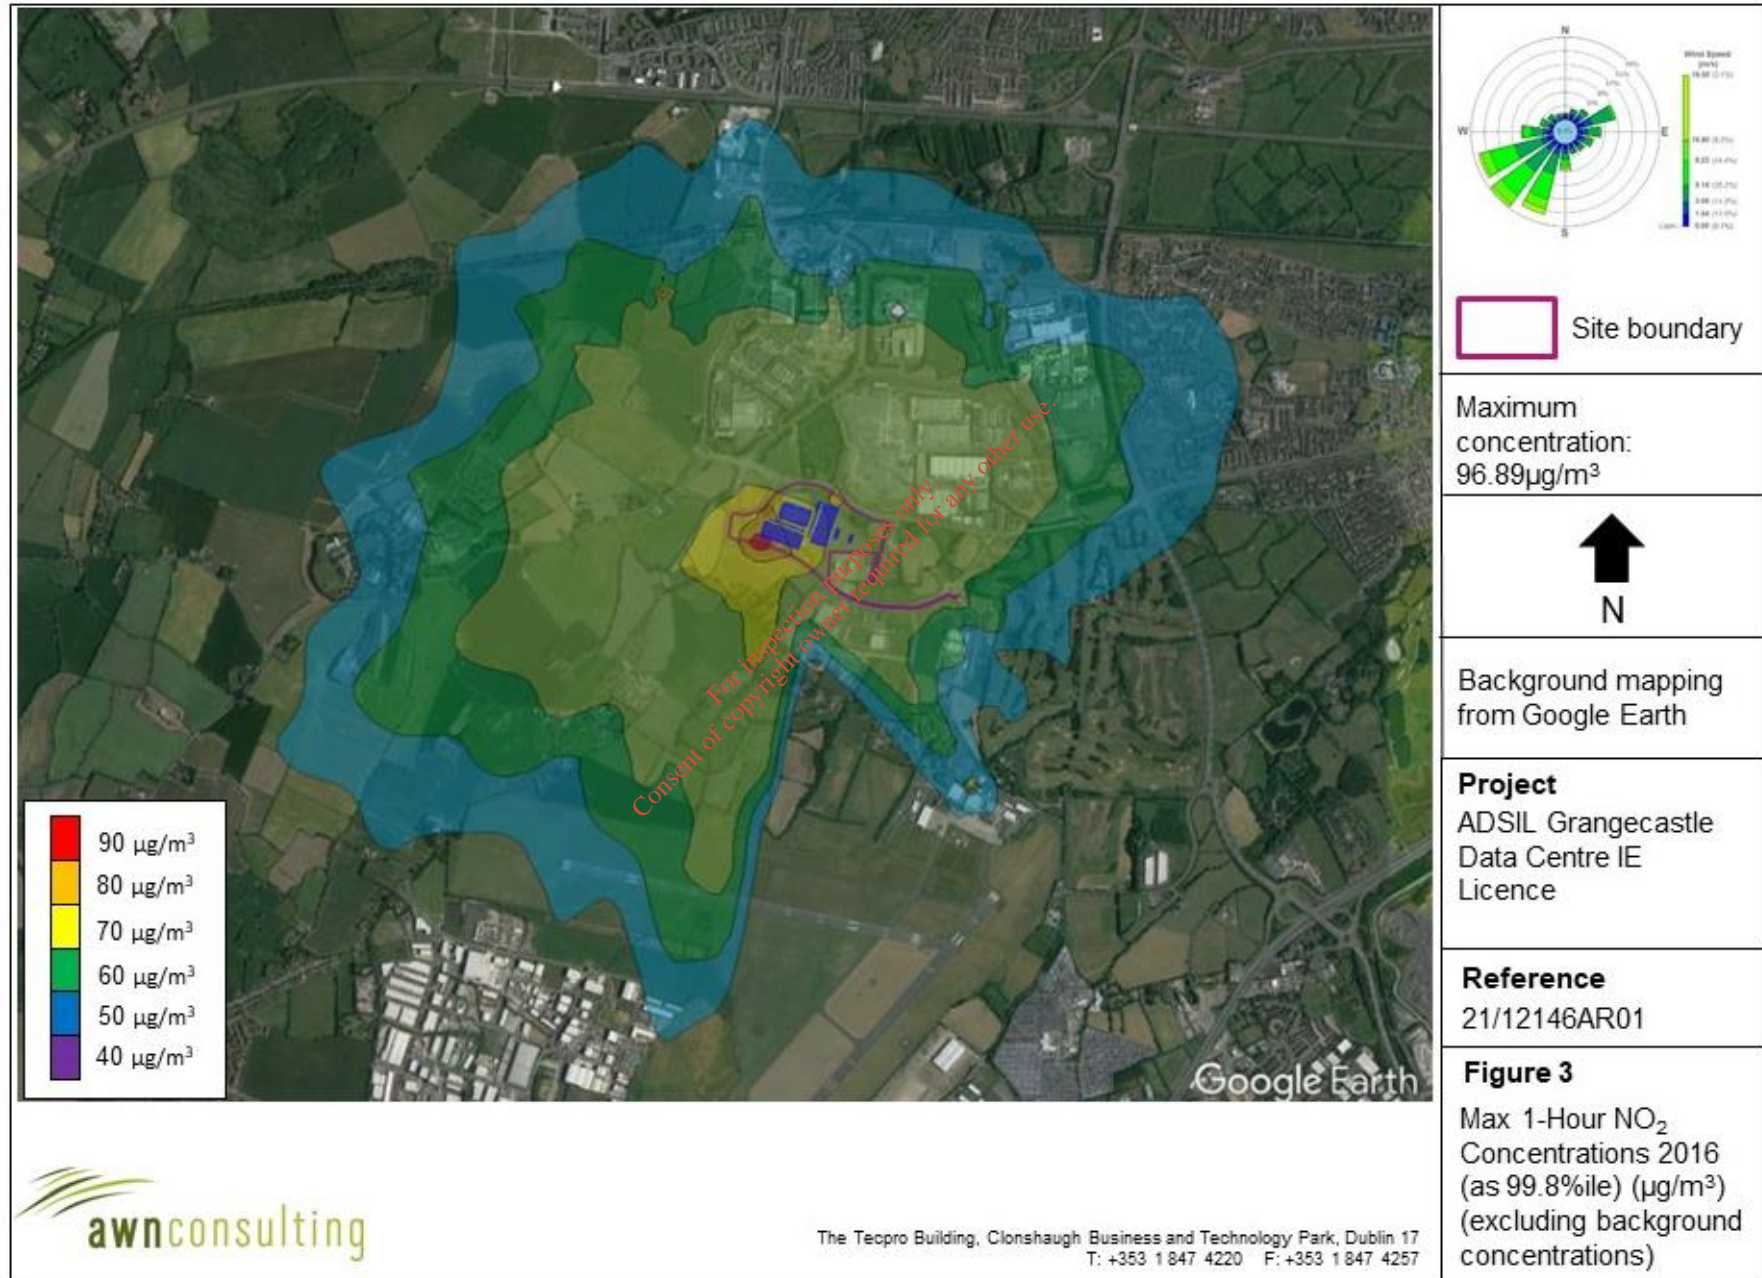 N
W
E
S
Wind Speed
(m/s)
Site boundary
Maximum
concentration:
96.89µg/m³
N
Background mapping
from Google Earth
Project
ADSIL Grangecastle
Data Centre IE
Licence
Reference
21/12146AR01
Figure 3
Max 1-Hour NO₂
Concentrations 2016
(as 99.8%ile) (µg/m³)
(excluding background
concentrations)
For inspection purposes only.
Consent of copyright owner required for any other use.
90 µg/m³
80 µg/m³
70 µg/m³
60 µg/m³
50 µg/m³
40 µg/m³
Google Earth
awnconsulting
The Tecpro Building, Clonshaugh Business and Technology Park, Dublin 17
T: +353 1 847 4220 F: +353 1 847 4257